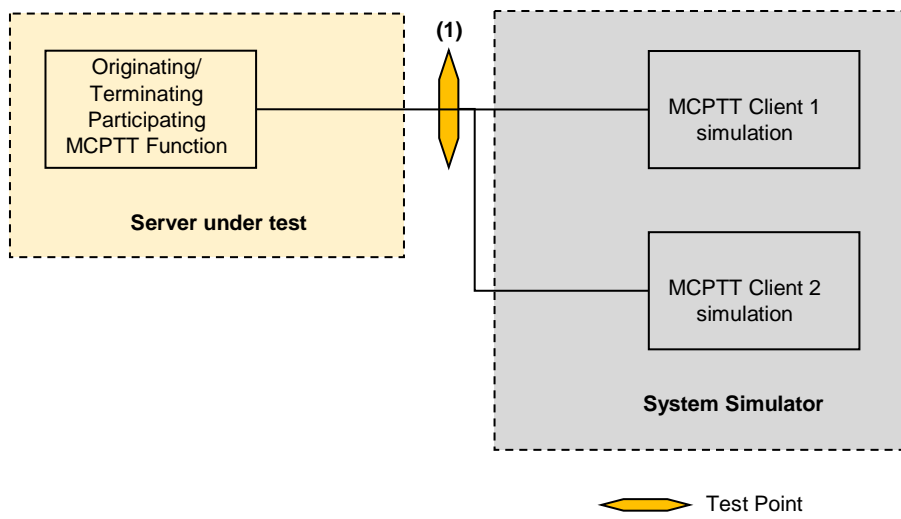 (1)
Originating/
Terminating
Participating
MCPTT Function
Server under test
MCPTT Client 1
simulation
MCPTT Client 2
simulation
System Simulator
Test Point